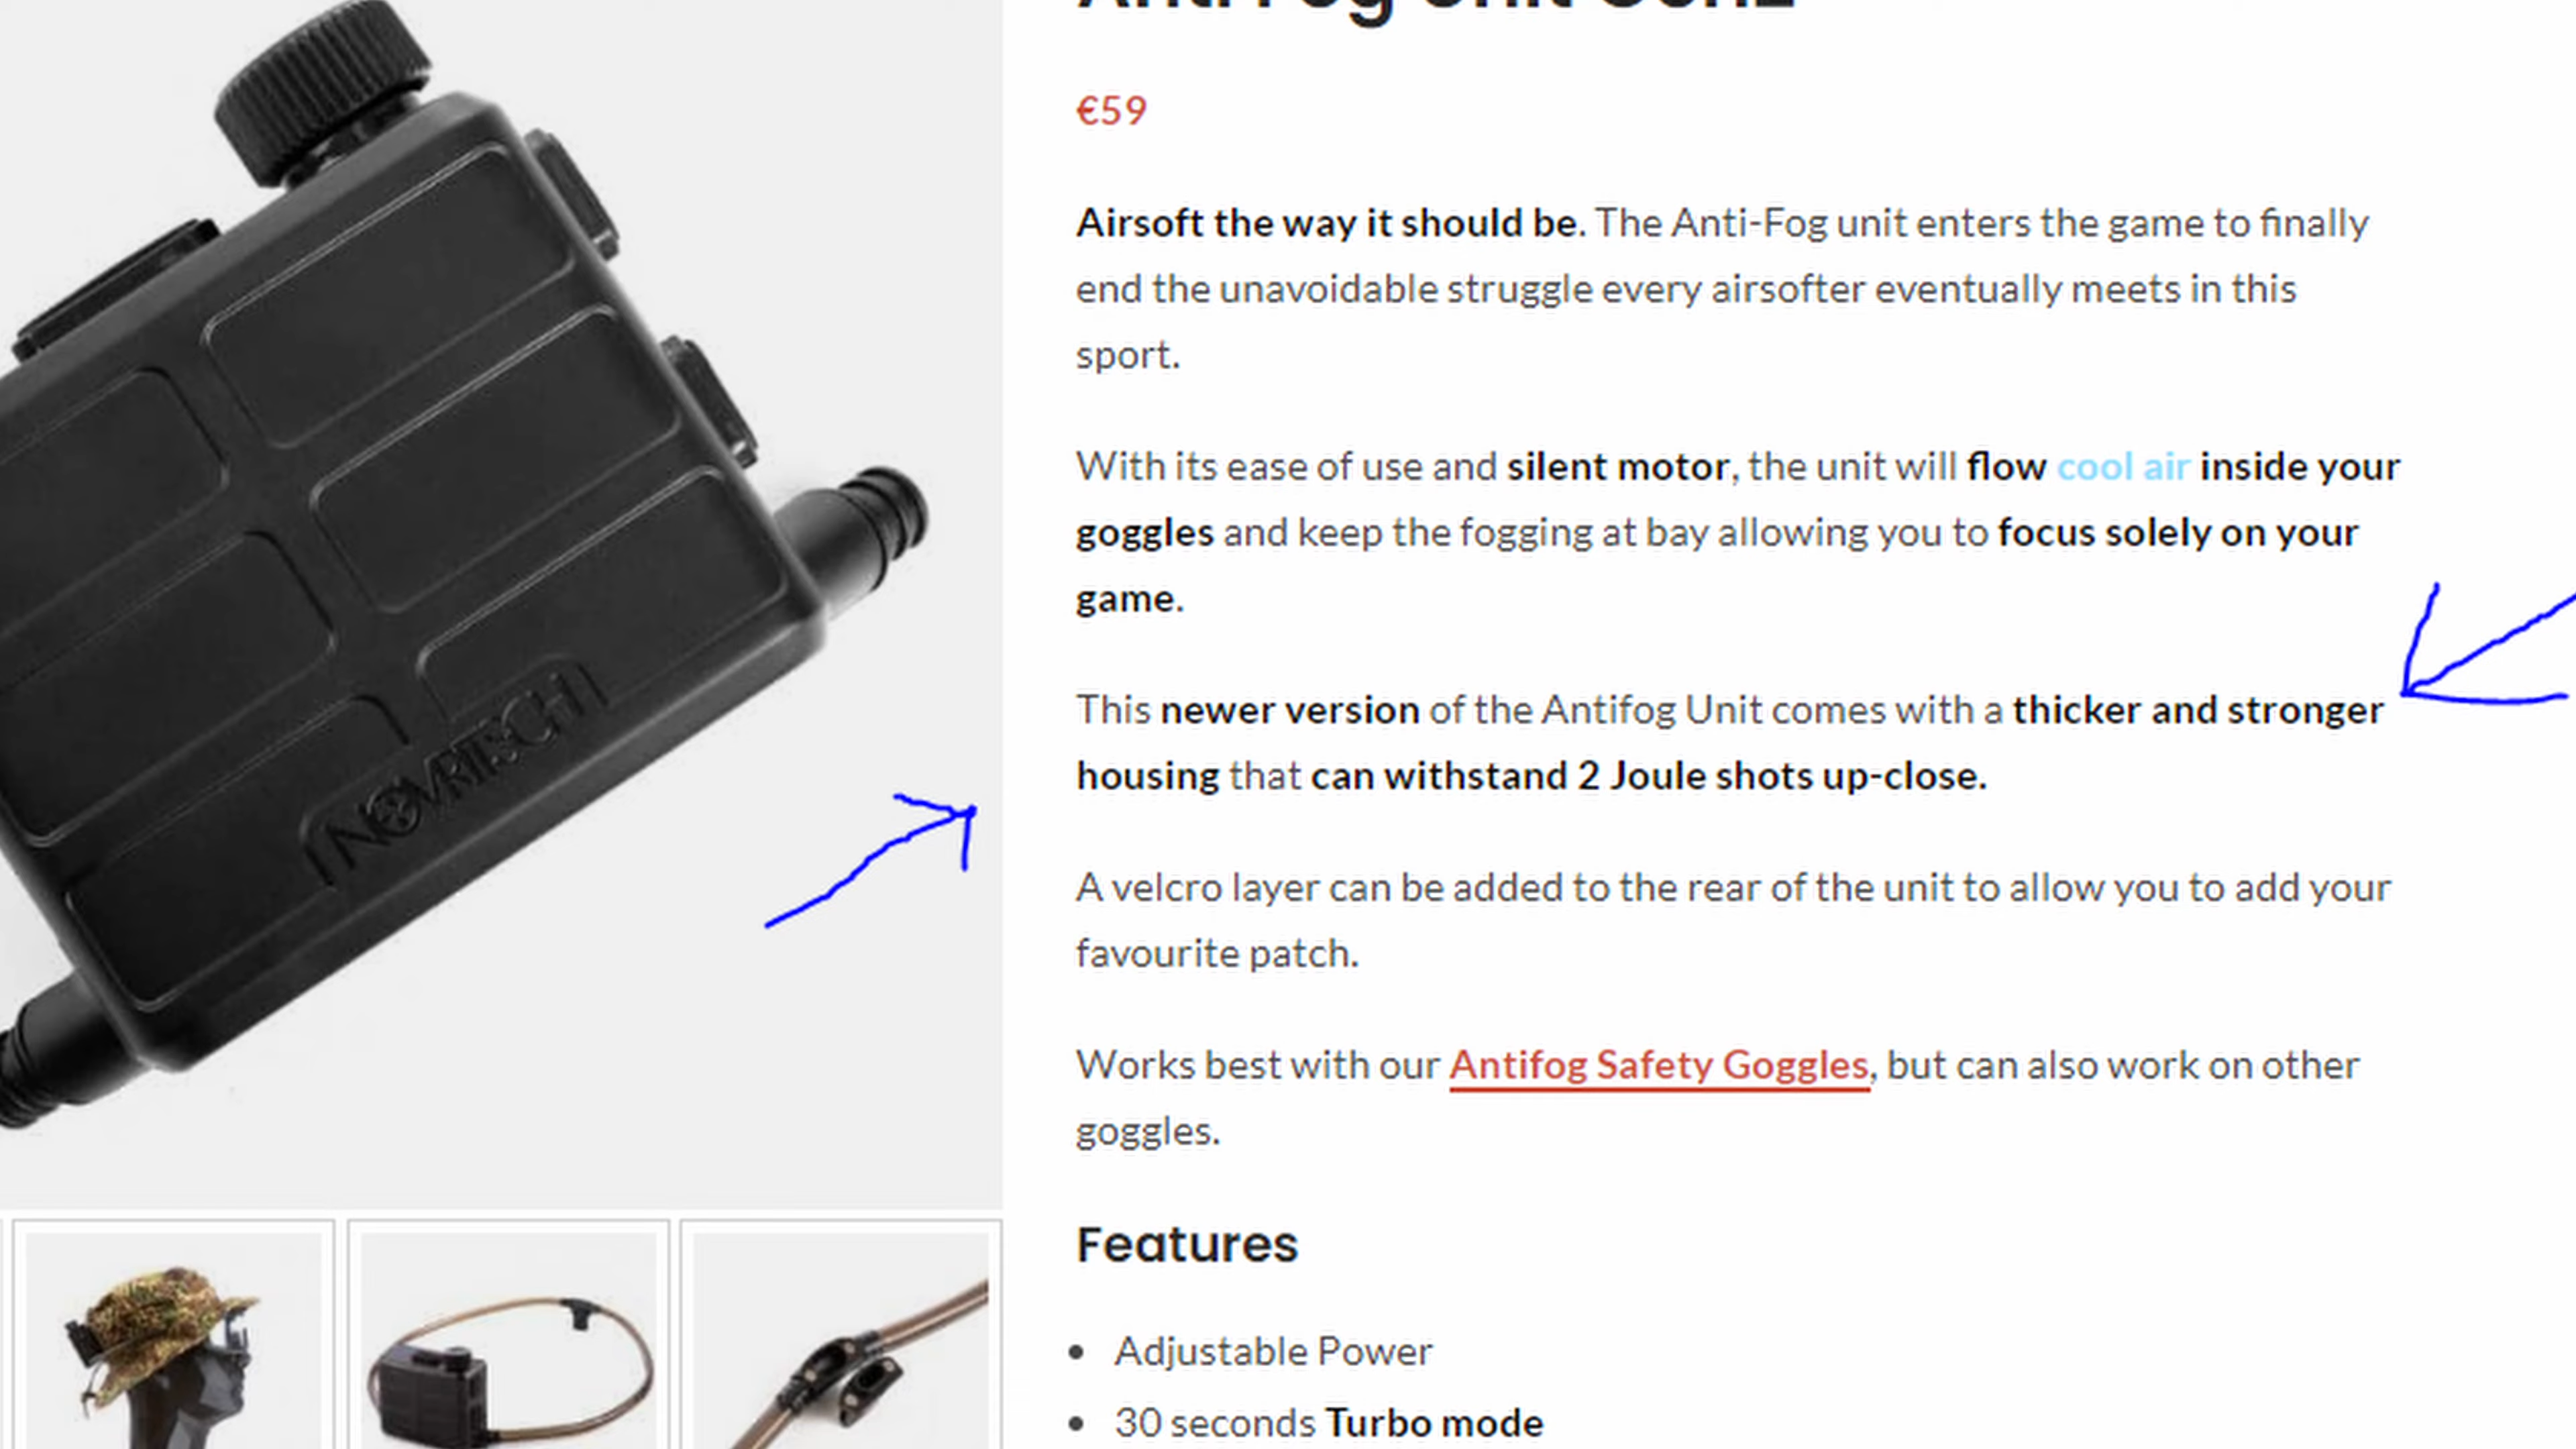 Anti Fog Unit Gen2
€59
Airsoft the way it should be. The Anti-Fog unit enters the game to finally
end the unavoidable struggle every airsofter eventually meets in this
sport.
With its ease of use and silent motor, the unit will flow cool air inside your
goggles and keep the fogging at bay allowing you to focus solely on your
game.
This newer version of the Antifog Unit comes with a thicker and stronger
housing that can withstand 2 Joule shots up-close.
A velcro layer can be added to the rear of the unit to allow you to add your
favourite patch.
Works best with our Antifog Safety Goggles, but can also work on other
goggles.
Features
• Adjustable Power
• 30 seconds Turbo mode
NOVRITSCH